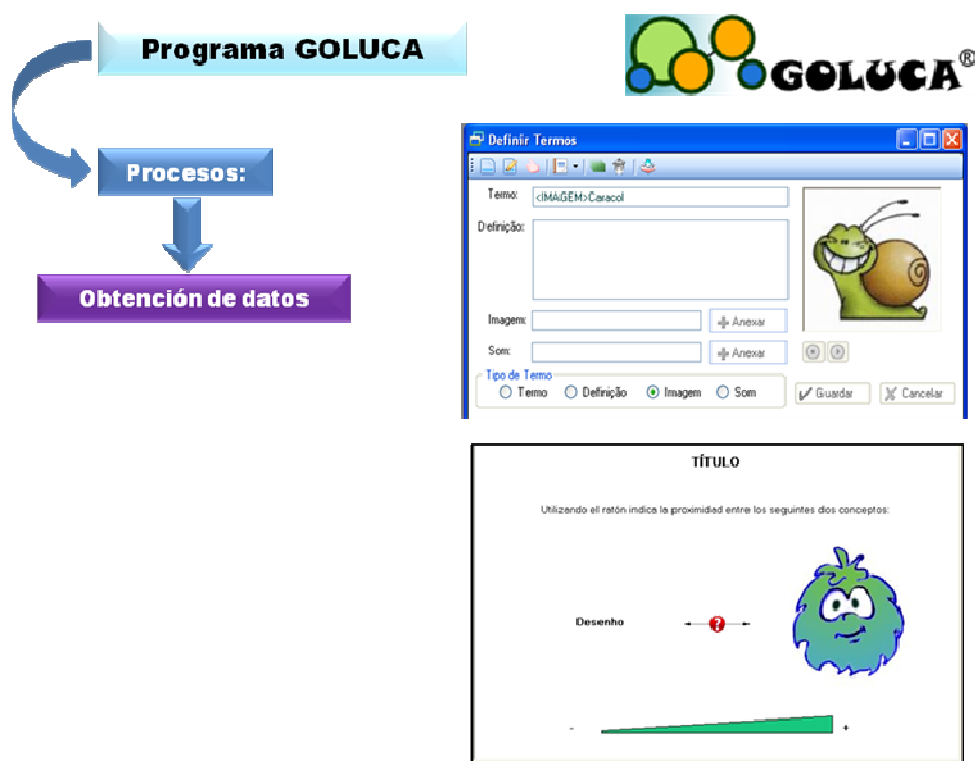 Programa GOLUCA
GOLUCA®
Procesos:
Obtención de datos
Definir Termos
Termo:
<IMAGEM>Caracol
Definição:
Imagem:
Anexar
Som:
Anexar
Tipo de Termo
Termo
Definição
Imagem
Som
Guardar
Cancelar
TÍTULO
Utilizando el ratón indica la proximidad entre los seguintes dos conceptos:
Desenho
?
-
+